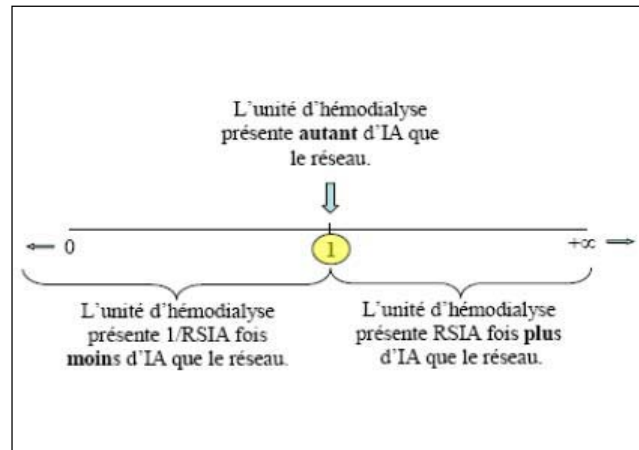 L'unité d'hémodialyse
présente autant d'IA que
le réseau.
0
1
+∞
L'unité d'hémodialyse
présente 1/RSIA fois
moins d'IA que le réseau.
L'unité d'hémodialyse
présente RSIA fois plus
d'IA que le réseau.